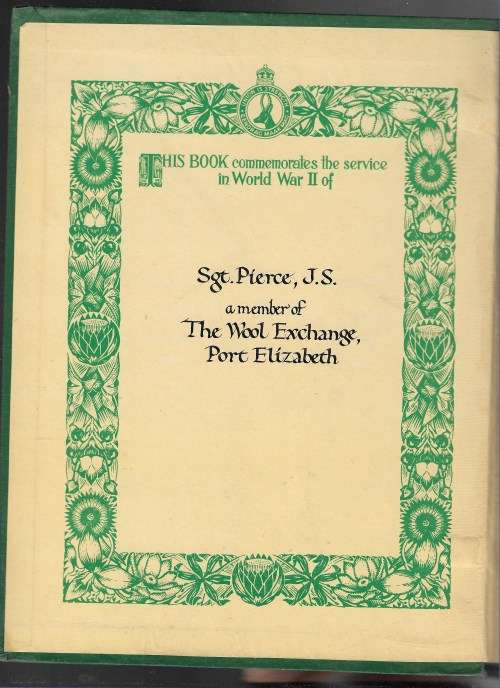 THIS BOOK commemorates the service
in World War II of
Sgt. Pierce, J.S.
a member of
The Wool Exchange,
Port Elizabeth